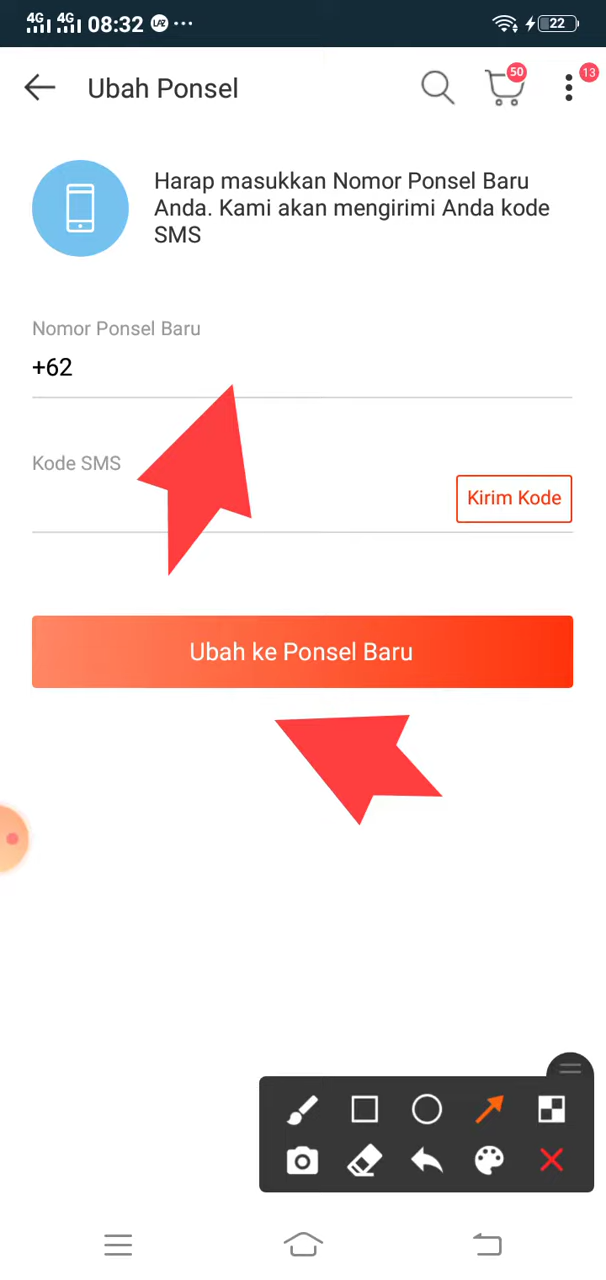 4G 4G 08:32 22
Ubah Ponsel 50 13
Harap masukkan Nomor Ponsel Baru
Anda. Kami akan mengirimi Anda kode
SMS
Nomor Ponsel Baru
+62
Kode SMS
Kirim Kode
Ubah ke Ponsel Baru